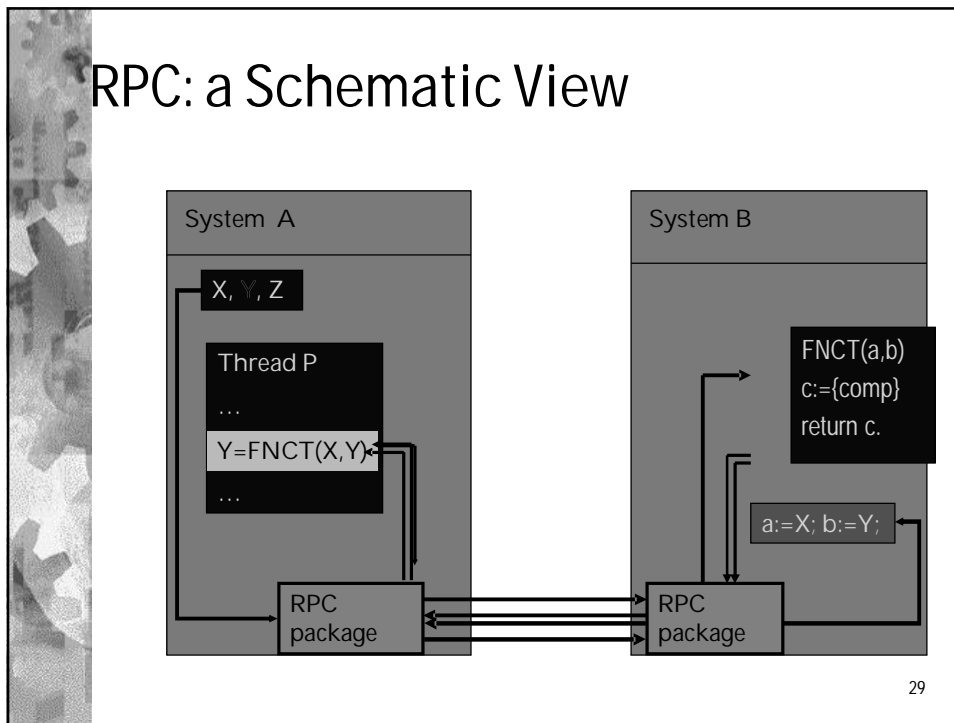 RPC: a Schematic View
System A
X, Y, Z
Thread P
...
Y=FNCT(X,Y)
...
RPC
package
System B
FNCT(a,b)
c:={comp}
return c.
a:=X; b:=Y;
RPC
package
29